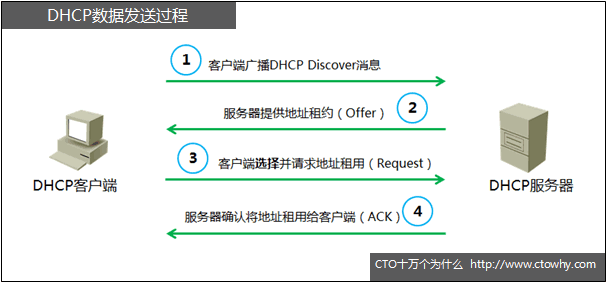 DHCP数据发送过程
1
客户端广播DHCP Discover消息
服务器提供地址租约（Offer）
2
3
客户端选择并请求地址租用（Request）
DHCP客户端
DHCP服务器
服务器确认将地址租用给客户端（ACK）
4
CTO十万个为什么 http://www.ctowhy.com